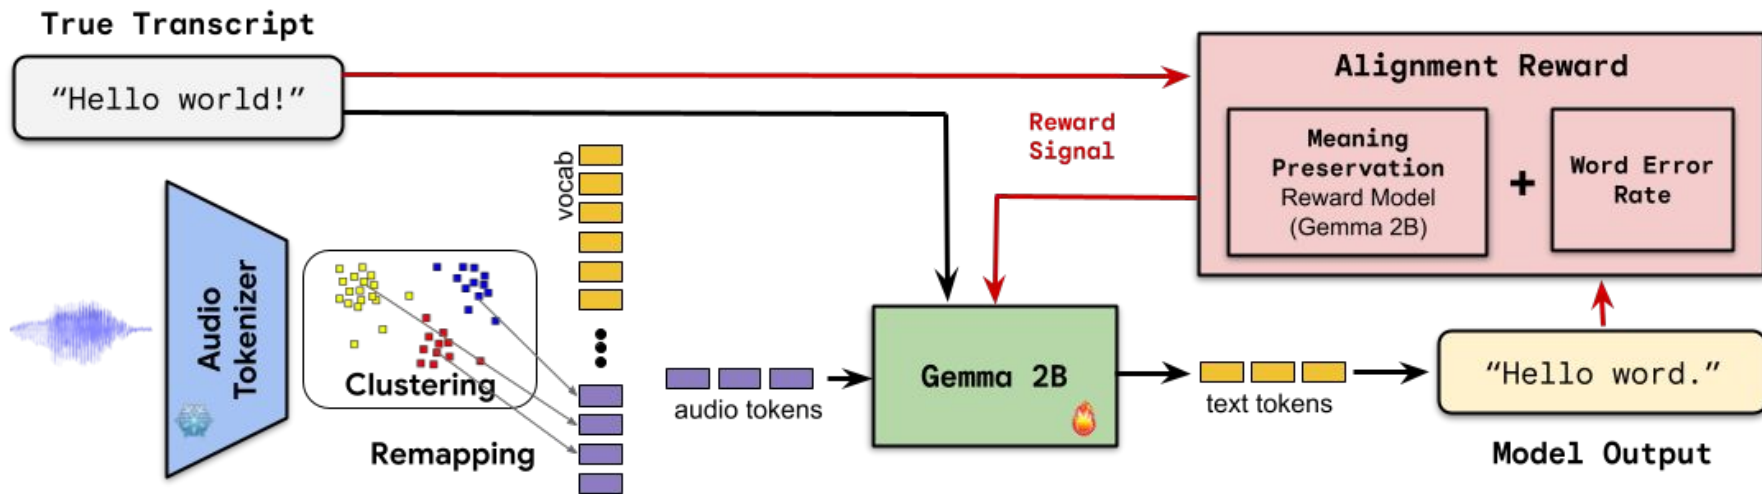 True Transcript
“Hello world!”
Audio
Tokenizer
Clustering
Remapping
vocab
audio tokens
Gemma 2B
Reward
Signal
Alignment Reward
Meaning
Preservation
Reward Model
(Gemma 2B)
+
Word Error
Rate
text tokens
“Hello word.”
Model Output